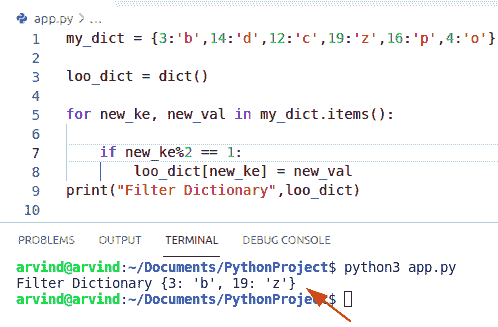 app.py > ...
1 my_dict = {3:'b',14:'d',12:'c',19:'z',16:'p',4:'o'}
2
3 loo_dict = dict()
4
5 for new_ke, new_val in my_dict.items():
6
7 if new_ke%2 == 1:
8 loo_dict[new_ke] = new_val
9 print("Filter Dictionary",loo_dict)
10
PROBLEMS OUTPUT TERMINAL DEBUG CONSOLE
arvind@arvind:~/Documents/PythonProject$ python3 app.py
Filter Dictionary {3: 'b', 19: 'z'}
arvind@arvind:~/Documents/PythonProject$